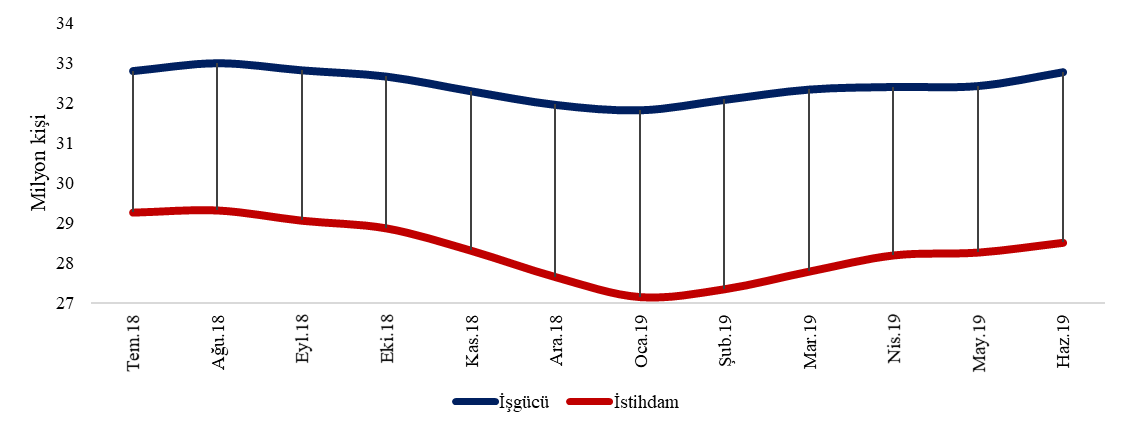 34
33
32
31
30
29
28
27
Milyon kişi
Tem.18
Ağu.18
Eyl.18
Eki.18
Kas.18
Ara.18
Oca.19
Şub.19
Mar.19
Nis.19
May.19
Haz.19
İşgücü
İstihdam